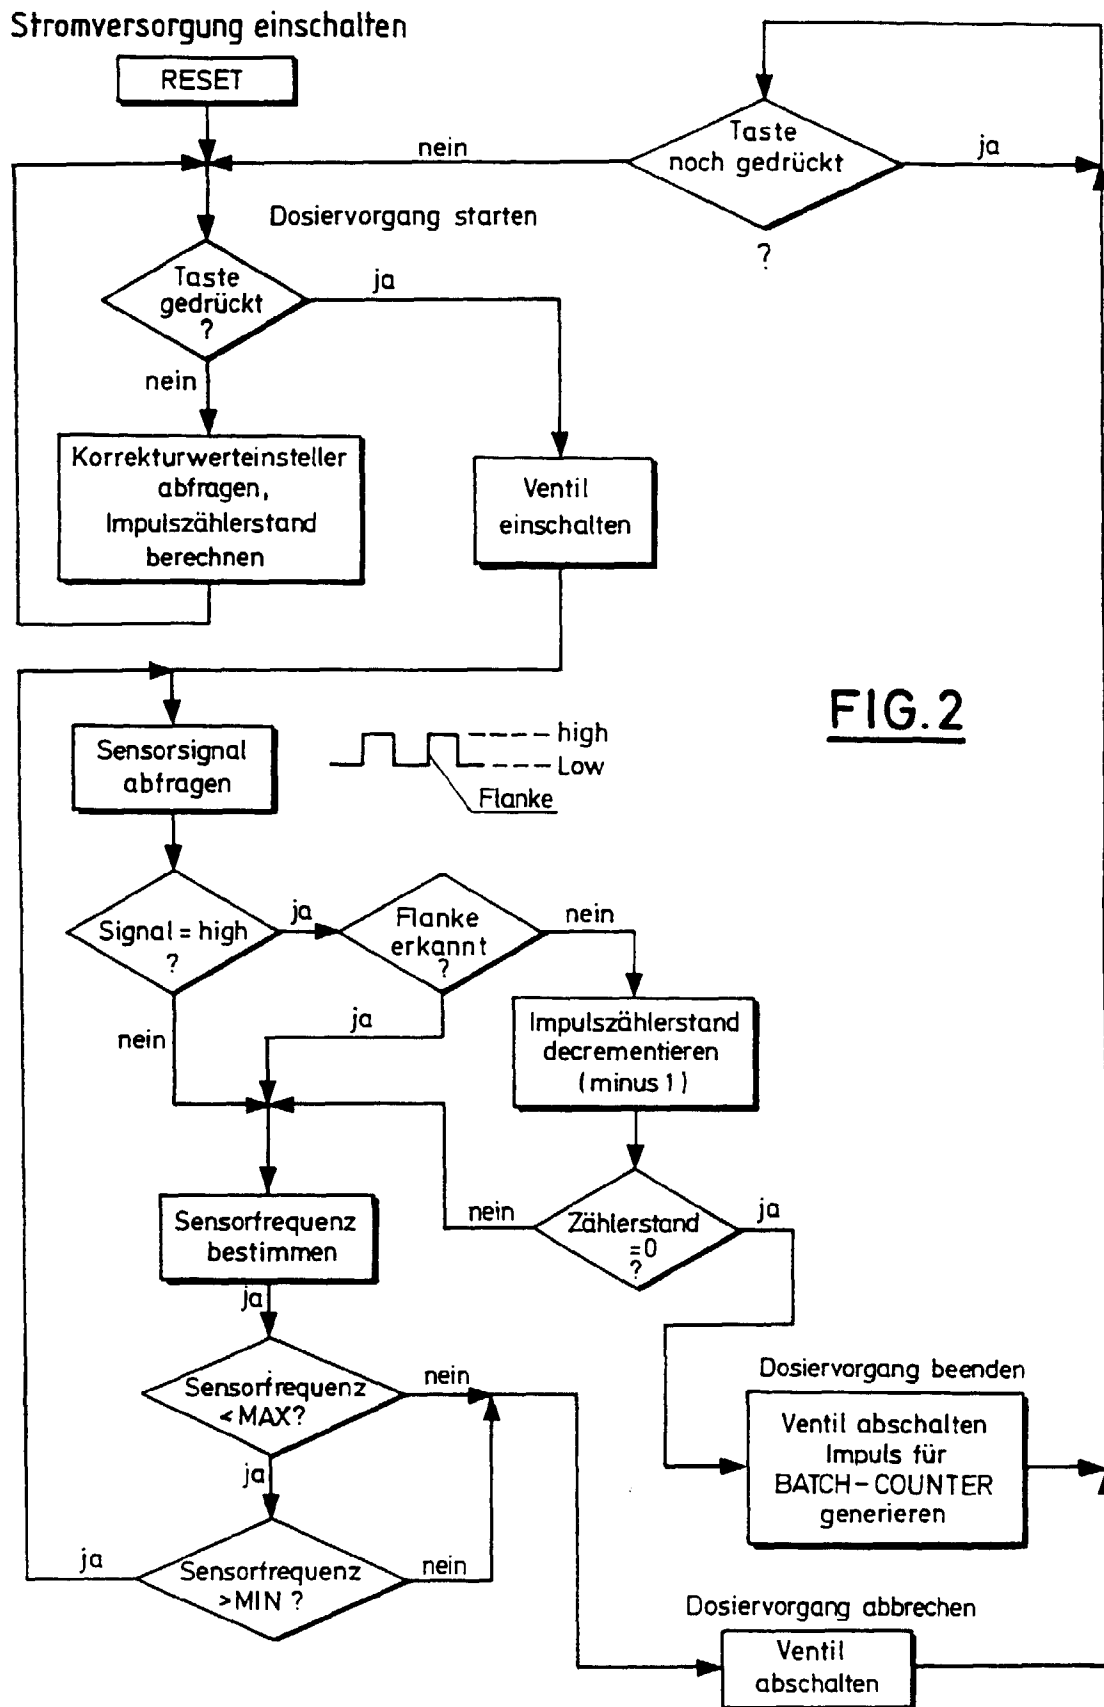 Stromversorgung einschalten
RESET
nein
Taste
noch gedrückt
ja
?
Dosiervorgang starten
Taste
gedrückt
?
ja
nein
Korrekturwerteinsteller
abfragen,
Impulszählerstand
berechnen
Ventil
einschalten
FIG.2
Sensorsignal
abfragen
high
Low
Flanke
Signal = high
?
ja
Flanke
erkannt
?
nein
nein
ja
Impulszählerstand
decrementieren
(minus 1)
Sensorfrequenz
bestimmen
nein
Zählerstand
=0
?
ja
ja
Sensorfrequenz
<MAX?
nein
Dosiervorgang beenden
Ventil abschalten
Impuls für
BATCH-COUNTER
generieren
ja
ja
Sensorfrequenz
>MIN ?
nein
Dosiervorgang abbrechen
Ventil
abschalten